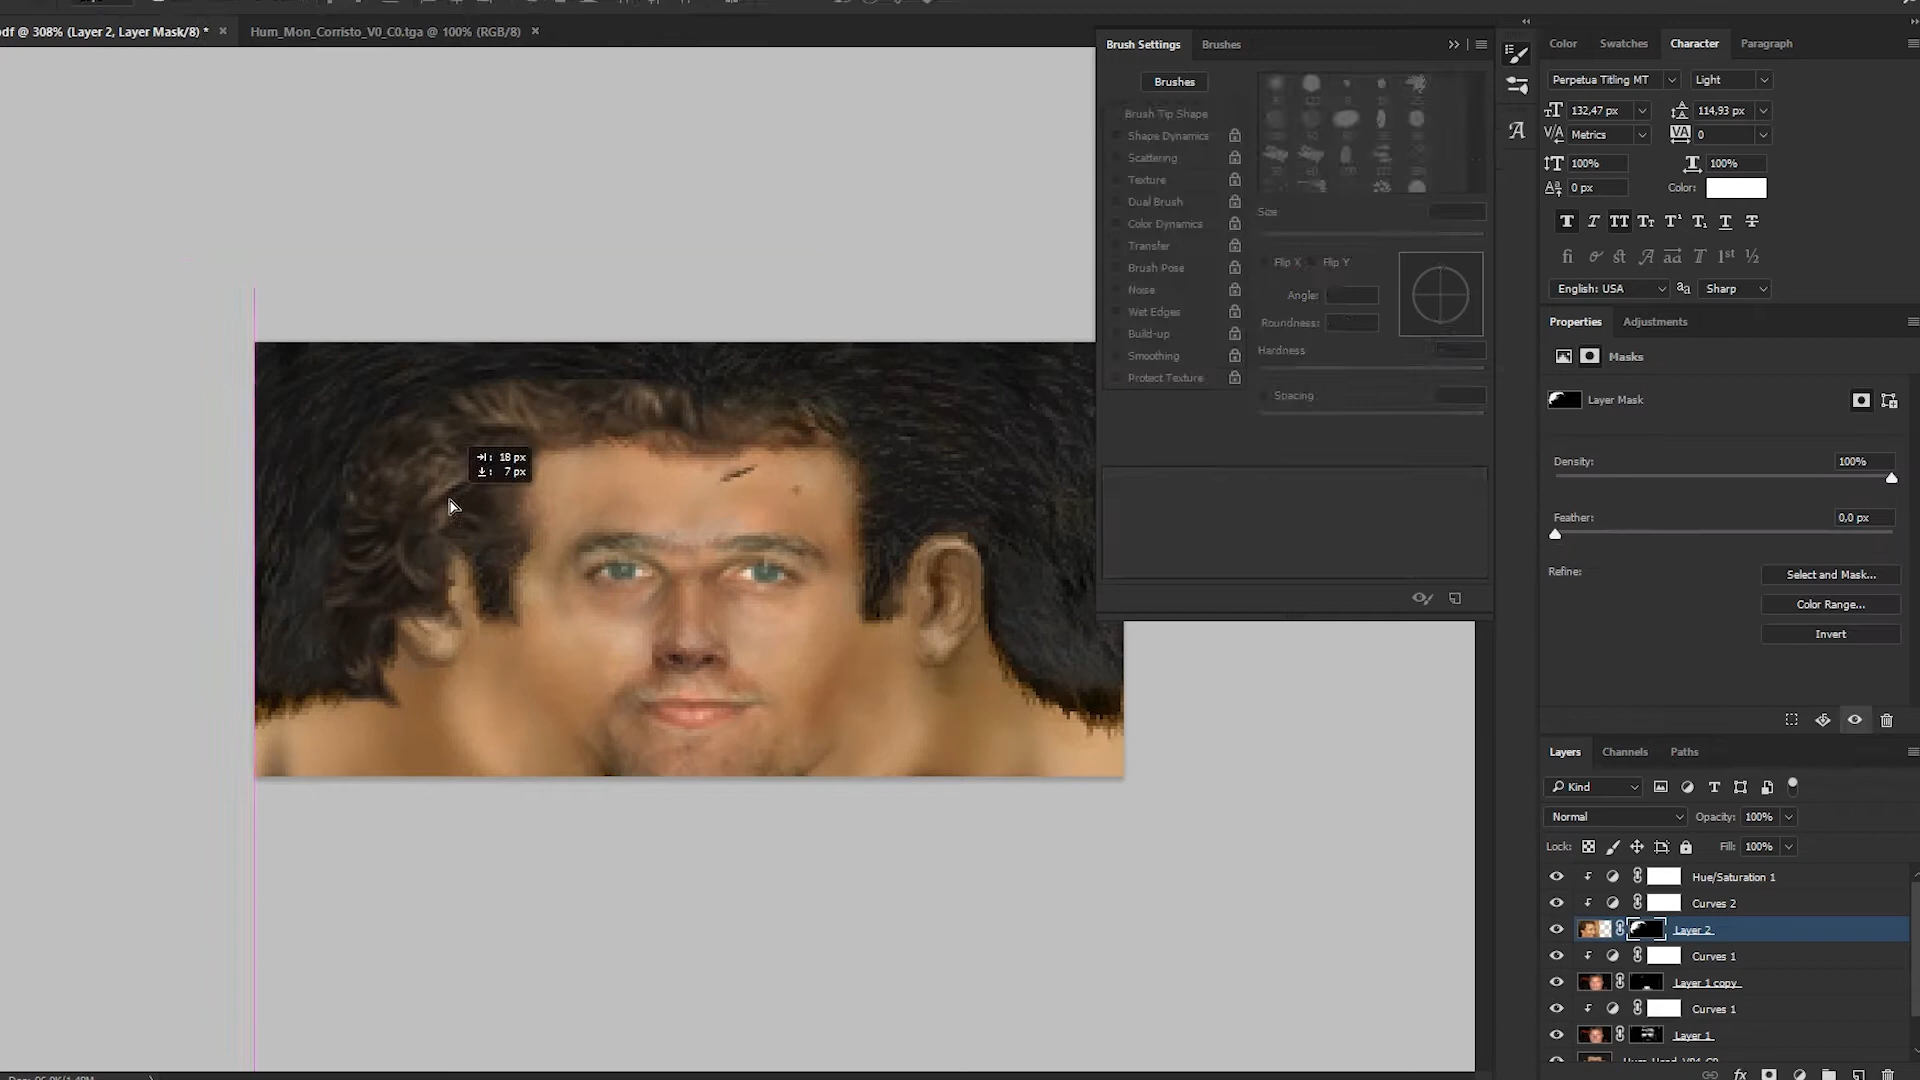 odf @ 308% (Layer 2, Layer Mask/8) *
Hum_Mon_Corristo_V0_C0.tga @ 100% (RGB/8)
Brush Settings
Brushes
Brushes
Brush Tip Shape
Shape Dynamics
Scattering
Texture
Dual Brush
Color Dynamics
Transfer
Brush Pose
Noise
Wet Edges
Build-up
Smoothing
Protect Texture
Size
Flip X
Flip Y
Angle:
Roundness:
Hardness
Spacing
18 px
7 px
Color
Swatches
Character
Paragraph
Perpetua Titling MT
Light
132,47 px
114,93 px
Metrics
0
100%
100%
0 px
Color:
English: USA
Sharp
Properties
Adjustments
Masks
Layer Mask
Density:
100%
Feather:
0,0 px
Refine:
Select and Mask...
Color Range...
Invert
Layers
Channels
Paths
Kind
Normal
Opacity: 100%
Lock:
Fill: 100%
Hue/Saturation 1
Curves 2
Layer 2
Curves 1
Layer 1 copy
Curves 1
Layer 1